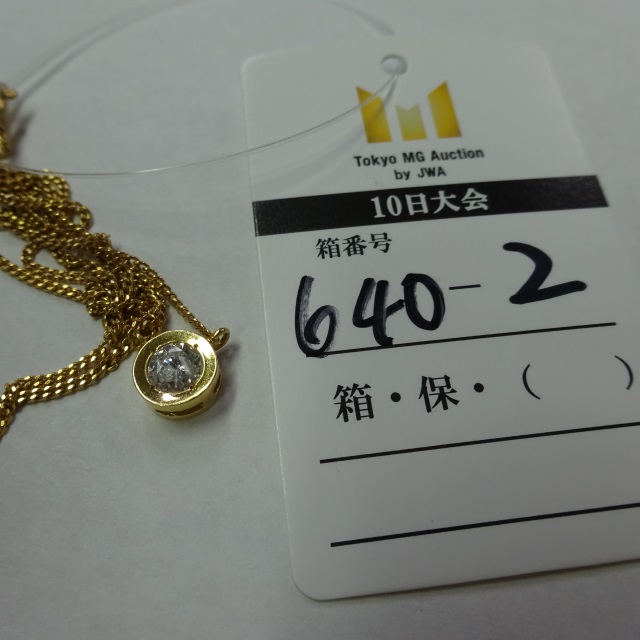 Tokyo MG Auction
by JWA
10日大会
箱番号
640-2
箱・保・（　）